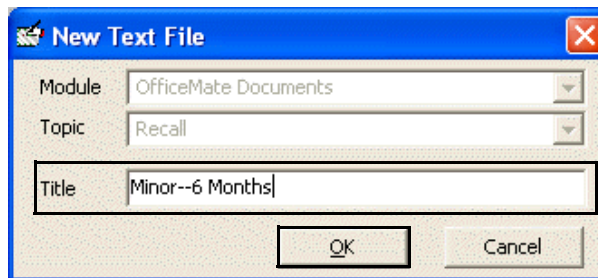 New Text File
Module OfficeMate Documents
Topic Recall
Title Minor--6 Months
OK Cancel